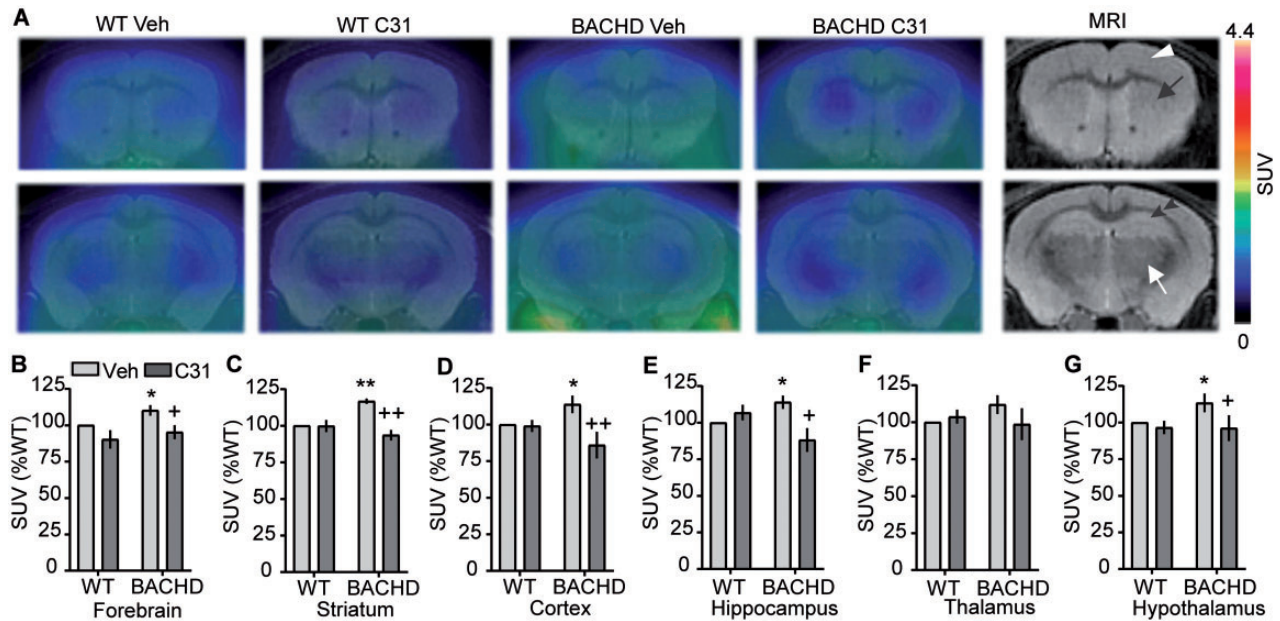 A
WT Veh
WT C31
BACHD Veh
BACHD C31
MRI
4.4
SUV
0
B
Veh
C31
SUV (%WT)
125
100
75
50
25
0
*
+
WT
BACHD
Forebrain
C
SUV (%WT)
125
100
75
50
25
0
**
++
WT
BACHD
Striatum
D
SUV (%WT)
125
100
75
50
25
0
*
++
WT
BACHD
Cortex
E
SUV (%WT)
125
100
75
50
25
0
*
+
WT
BACHD
Hippocampus
F
SUV (%WT)
125
100
75
50
25
0
WT
BACHD
Thalamus
G
SUV (%WT)
125
100
75
50
25
0
*
+
WT
BACHD
Hypothalamus